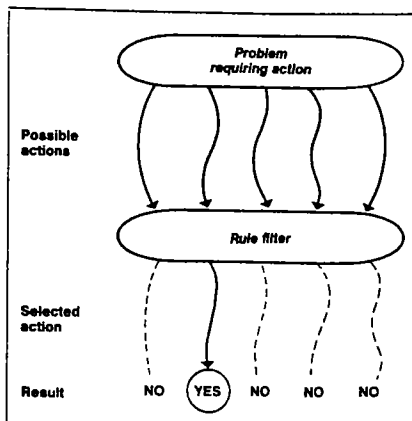 Problem
requiring action
Possible
actions
Rule filter
Selected
action
Result NO YES NO NO NO